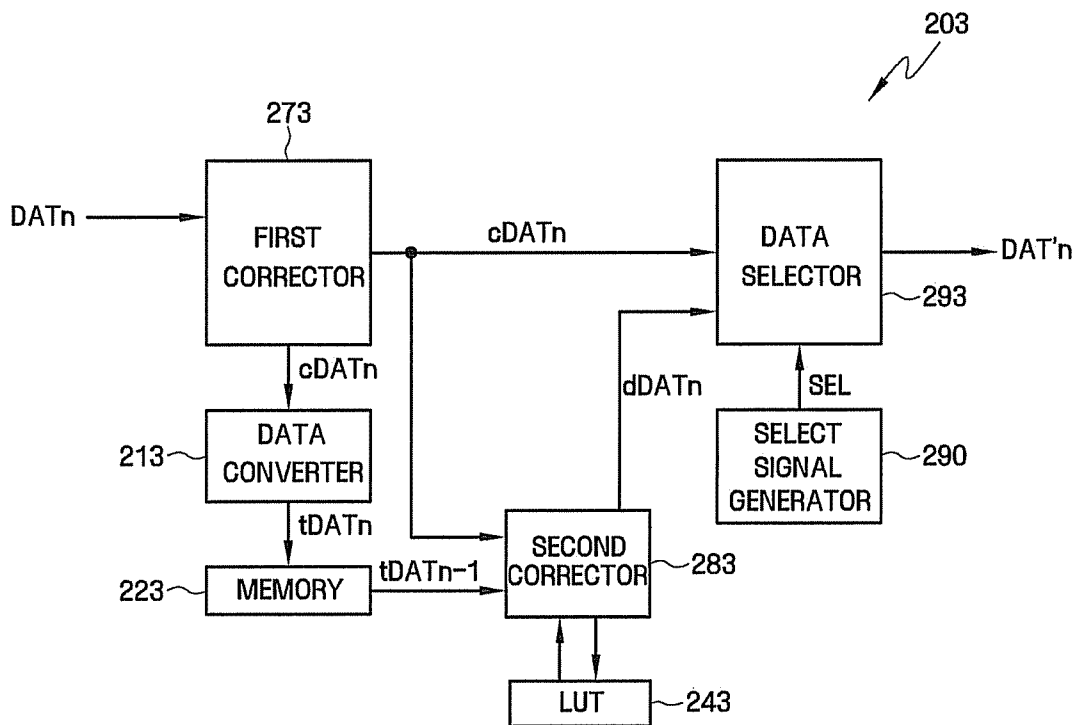 203
273
DATn
FIRST
CORRECTOR
cDATn
DATA
SELECTOR
DAT'n
293
cDATn
dDATn
SEL
213
DATA
CONVERTER
SELECT
SIGNAL
GENERATOR
290
tDATn
223
MEMORY
tDATn-1
SECOND
CORRECTOR
283
LUT
243